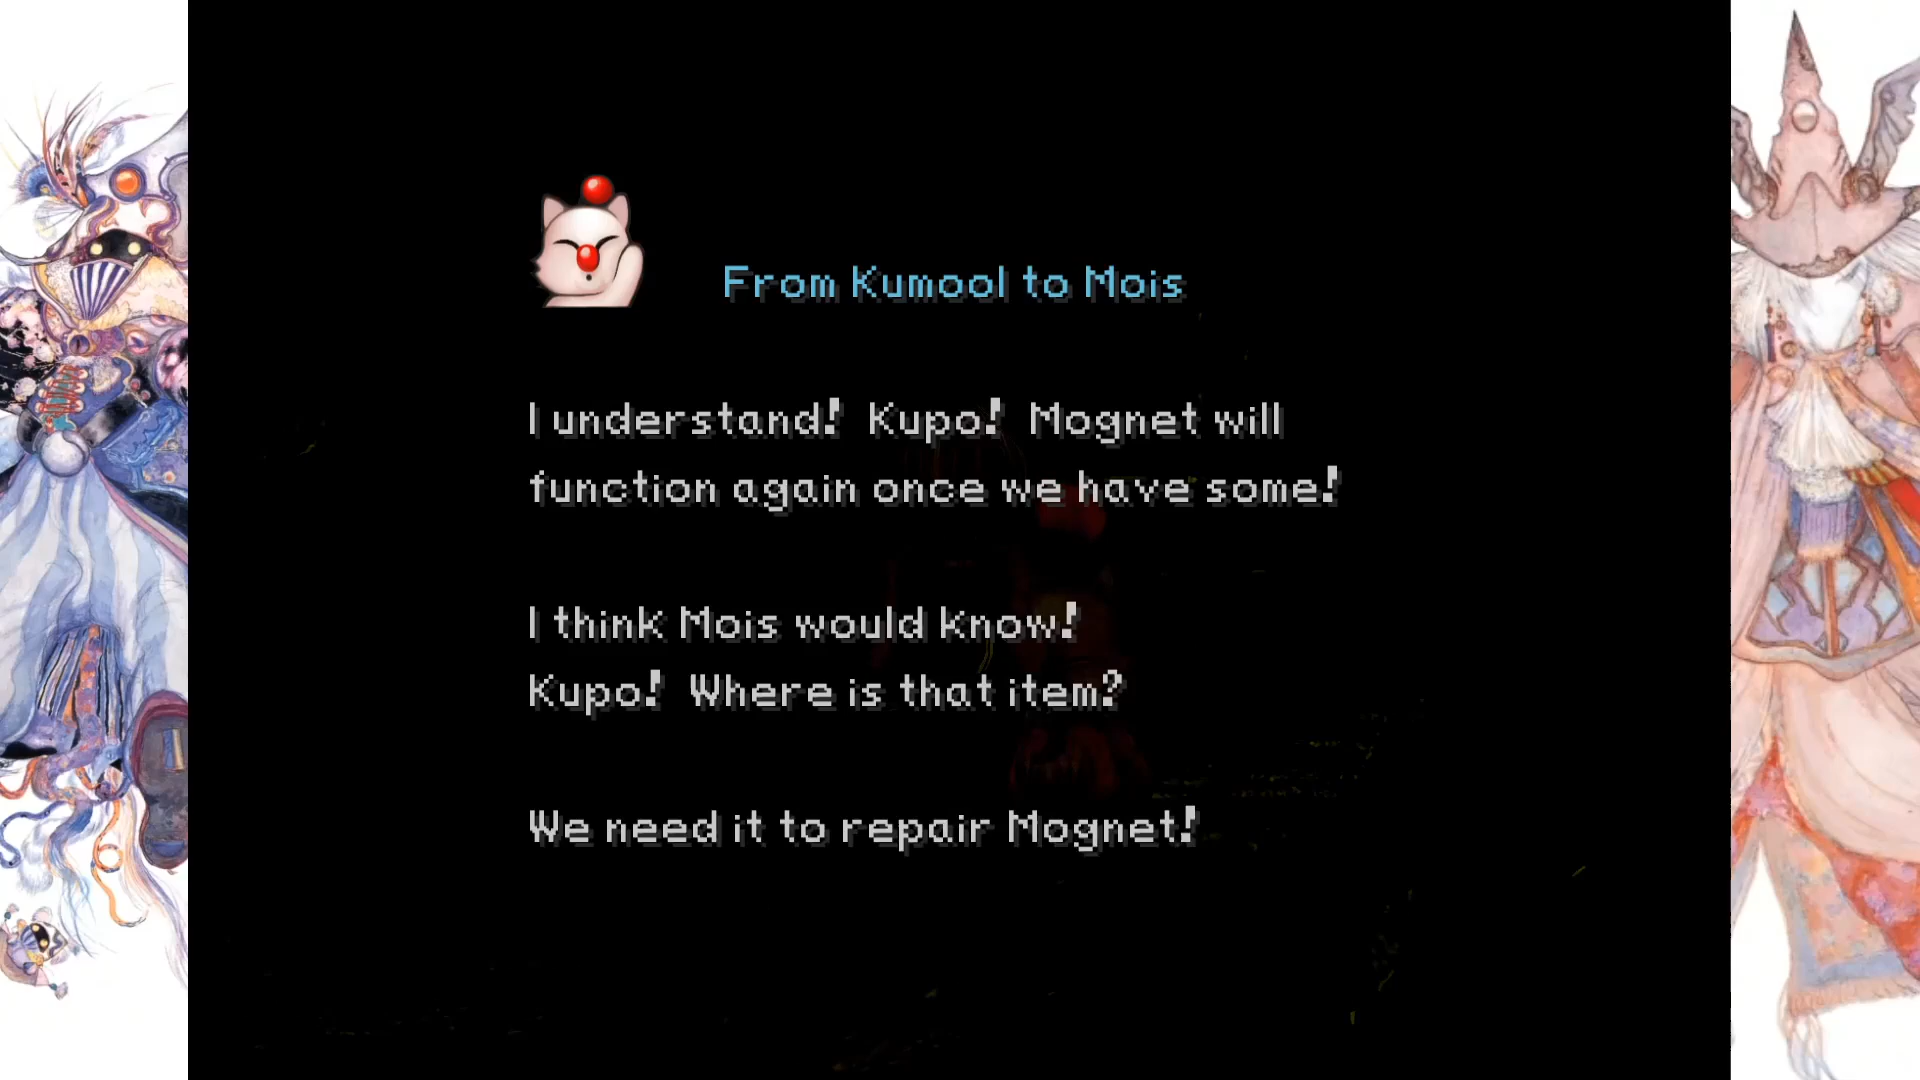 From Kumool to Mois
I understand! Kupo! Mognet will
function again once we have some!
I think Mois would know!
Kupo! Where is that item?
We need it to repair Mognet!